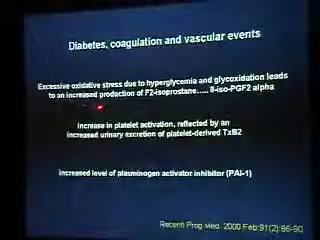 Diabetes, coagulation and vascular events
Excessive oxidative stress due to hyperglycemia and glycoxidation leads
to an increased production of F2-isoprostane..... 8-iso-PGF2 alpha
Increase in platelet activation, reflected by an
increased urinary excretion of platelet-derived TxB2
Increased level of plasminogen activator inhibitor (PAI-1)
Recenti Prog Med. 2000 Feb;91(2):86-90